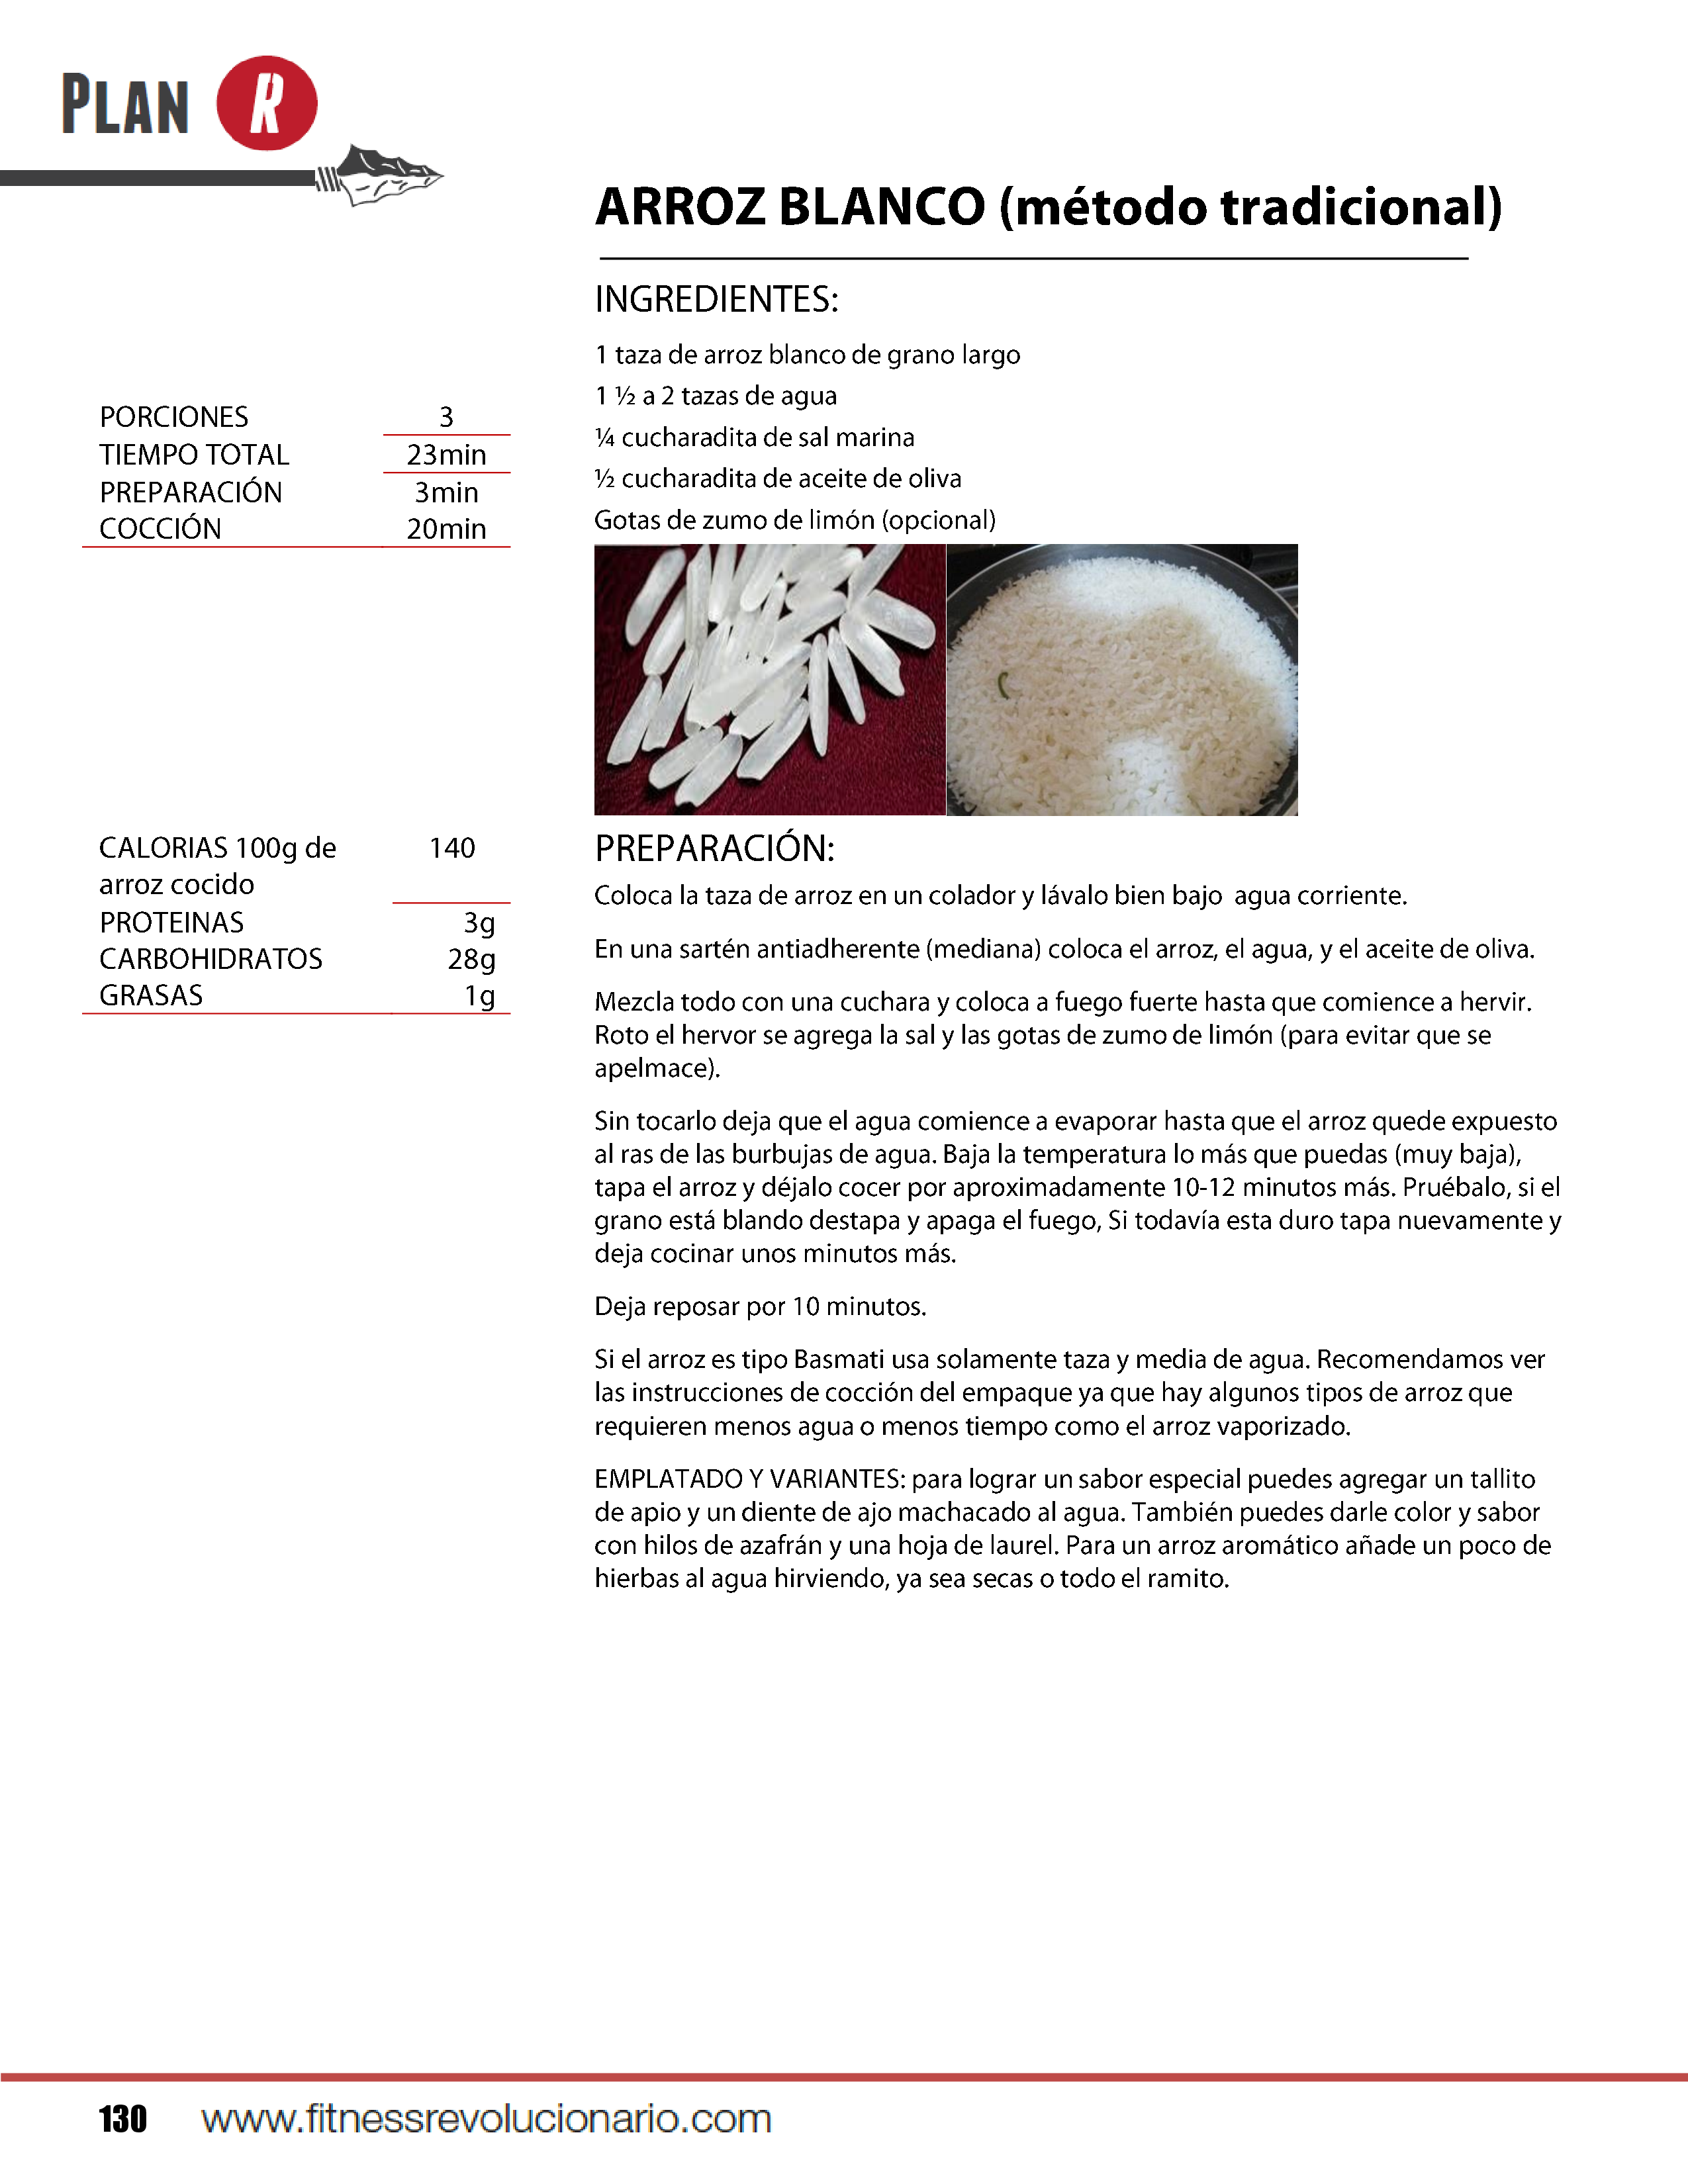 PLAN R
ARROZ BLANCO (método tradicional)
INGREDIENTES:
1 taza de arroz blanco de grano largo
1 ½ a 2 tazas de agua
¼ cucharadita de sal marina
½ cucharadita de aceite de oliva
Gotas de zumo de limón (opcional)
PORCIONES 3
TIEMPO TOTAL 23min
PREPARACIÓN 3min
COCCIÓN 20min
CALORIAS 100g de 140
arroz cocido
PROTEINAS 3g
CARBOHIDRATOS 28g
GRASAS 1g
PREPARACIÓN:
Coloca la taza de arroz en un colador y lávalo bien bajo  agua corriente.
En una sartén antiadherente (mediana) coloca el arroz, el agua, y el aceite de oliva.
Mezcla todo con una cuchara y coloca a fuego fuerte hasta que comience a hervir.
Roto el hervor se agrega la sal y las gotas de zumo de limón (para evitar que se
apelmace).
Sin tocarlo deja que el agua comience a evaporar hasta que el arroz quede expuesto
al ras de las burbujas de agua. Baja la temperatura lo más que puedas (muy baja),
tapa el arroz y déjalo cocer por aproximadamente 10-12 minutos más. Pruébalo, si el
grano está blando destapa y apaga el fuego, Si todavía esta duro tapa nuevamente y
deja cocinar unos minutos más.
Deja reposar por 10 minutos.
Si el arroz es tipo Basmati usa solamente taza y media de agua. Recomendamos ver
las instrucciones de cocción del empaque ya que hay algunos tipos de arroz que
requieren menos agua o menos tiempo como el arroz vaporizado.
EMPLATADO Y VARIANTES: para lograr un sabor especial puedes agregar un tallito
de apio y un diente de ajo machacado al agua. También puedes darle color y sabor
con hilos de azafrán y una hoja de laurel. Para un arroz aromático añade un poco de
hierbas al agua hirviendo, ya sea secas o todo el ramito.
130 www.fitnessrevolucionario.com